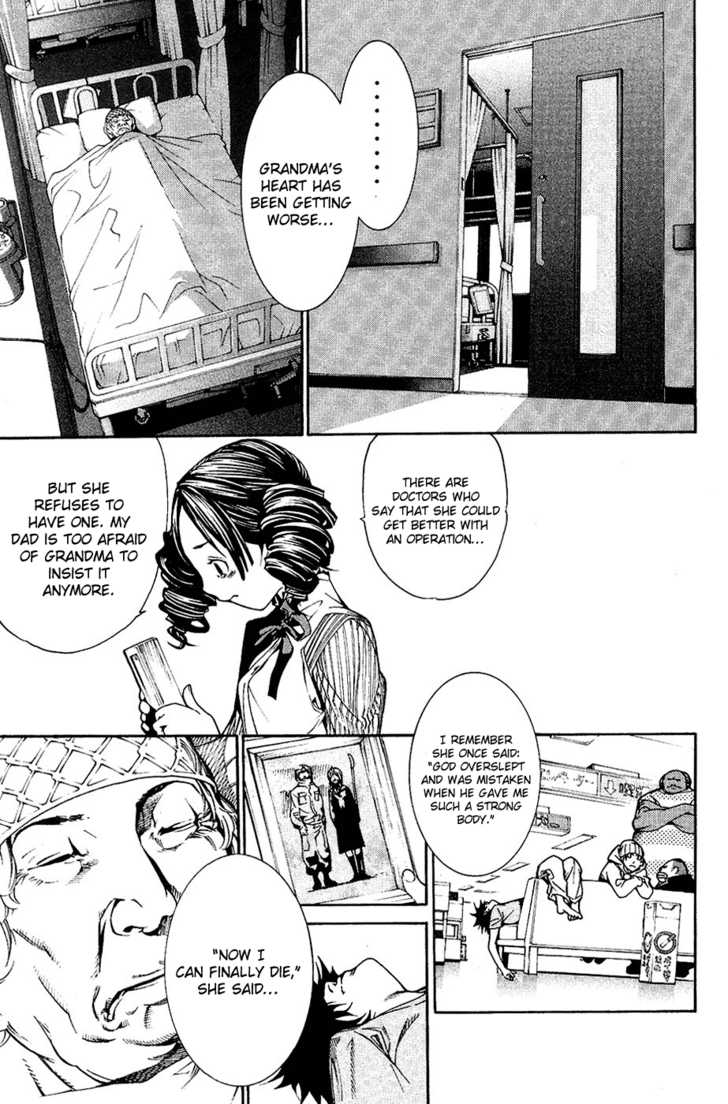 . . . . . . . .
GRANDMA'S
HEART HAS
BEEN GETTING
WORSE...
THERE ARE
DOCTORS WHO
SAY THAT SHE COULD
GET BETTER WITH
AN OPERATION...
BUT SHE
REFUSES TO
HAVE ONE. MY
DAD IS TOO AFRAID
OF GRANDMA TO
INSIST IT
ANYMORE.
I REMEMBER
SHE ONCE SAID:
"GOD OVERSLEPT
AND WAS MISTAKEN
WHEN HE GAVE ME
SUCH A STRONG
BODY."
"NOW I
CAN FINALLY DIE,"
SHE SAID...